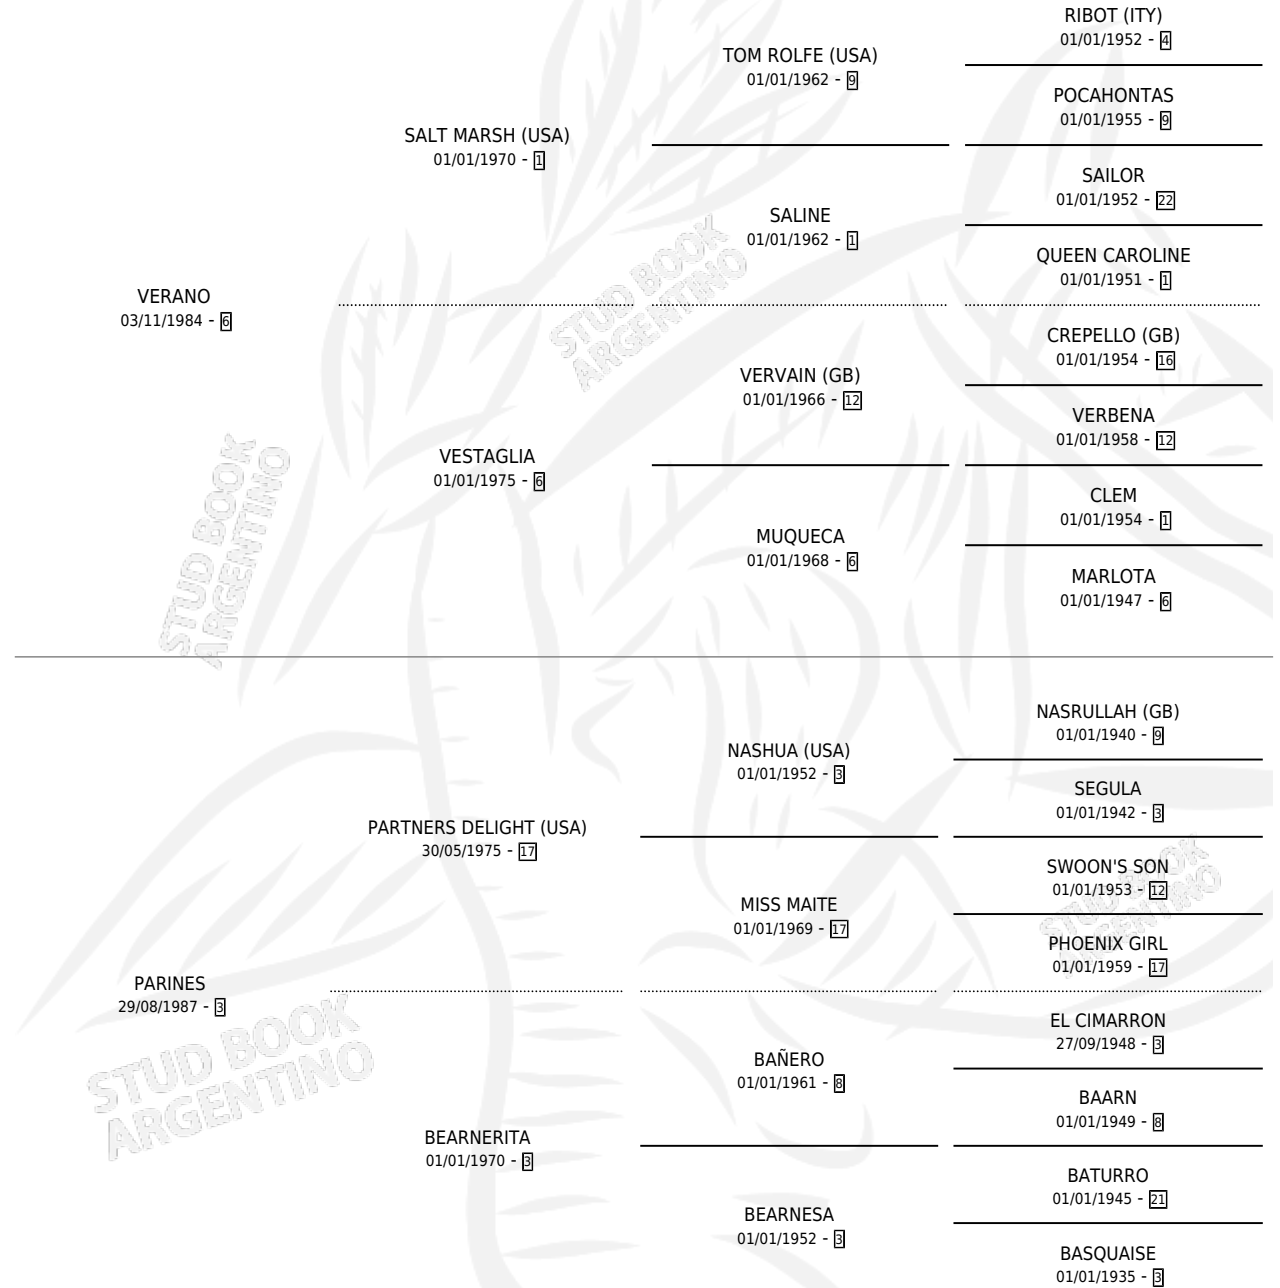 RIBOT (ITY)
01/01/1952 - 4
TOM ROLFE (USA)
01/01/1962 - 9
POCAHONTAS
01/01/1955 - 9
SALT MARSH (USA)
01/01/1970 - 1
SAILOR
01/01/1952 - 22
SALINE
01/01/1962 - 1
QUEEN CAROLINE
01/01/1951 - 1
STUD BOOK
ARGENTINO
VERANO
03/11/1984 - 6
CREPELLO (GB)
01/01/1954 - 16
VERVAIN (GB)
01/01/1966 - 12
VERBENA
01/01/1958 - 12
VESTAGLIA
01/01/1975 - 6
CLEM
01/01/1954 - 1
MUQUECA
01/01/1968 - 6
MARLOTA
01/01/1947 - 6
STUD BOOK
ARGENTINO
NASRULLAH (GB)
01/01/1940 - 9
NASHUA (USA)
01/01/1952 - 3
SEGULA
01/01/1942 - 3
PARTNERS DELIGHT (USA)
30/05/1975 - 17
SWOON'S SON
01/01/1953 - 12
MISS MAITE
01/01/1969 - 17
PHOENIX GIRL
01/01/1959 - 17
STUD BOOK
ARGENTINO
PARINES
29/08/1987 - 3
EL CIMARRON
27/09/1948 - 3
BAÑERO
01/01/1961 - 8
BAARN
01/01/1949 - 8
STUD BOOK
ARGENTINO
BEARNERITA
01/01/1970 - 3
BATURRO
01/01/1945 - 21
BEARNESA
01/01/1952 - 3
BASQUAISE
01/01/1935 - 3